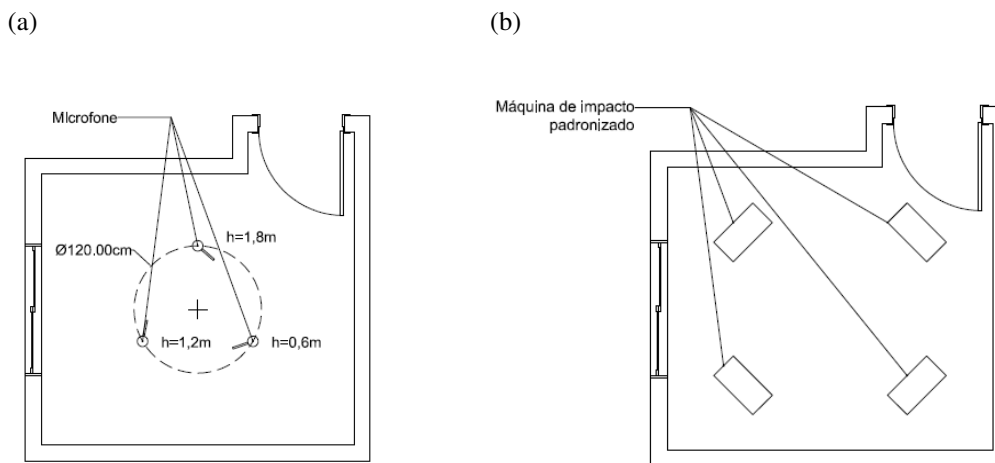 (a)
(b)
Microfone
h=1,8m
Ø120.00cm
h=1,2m
h=0,6m
Máquina de impacto
padronizado